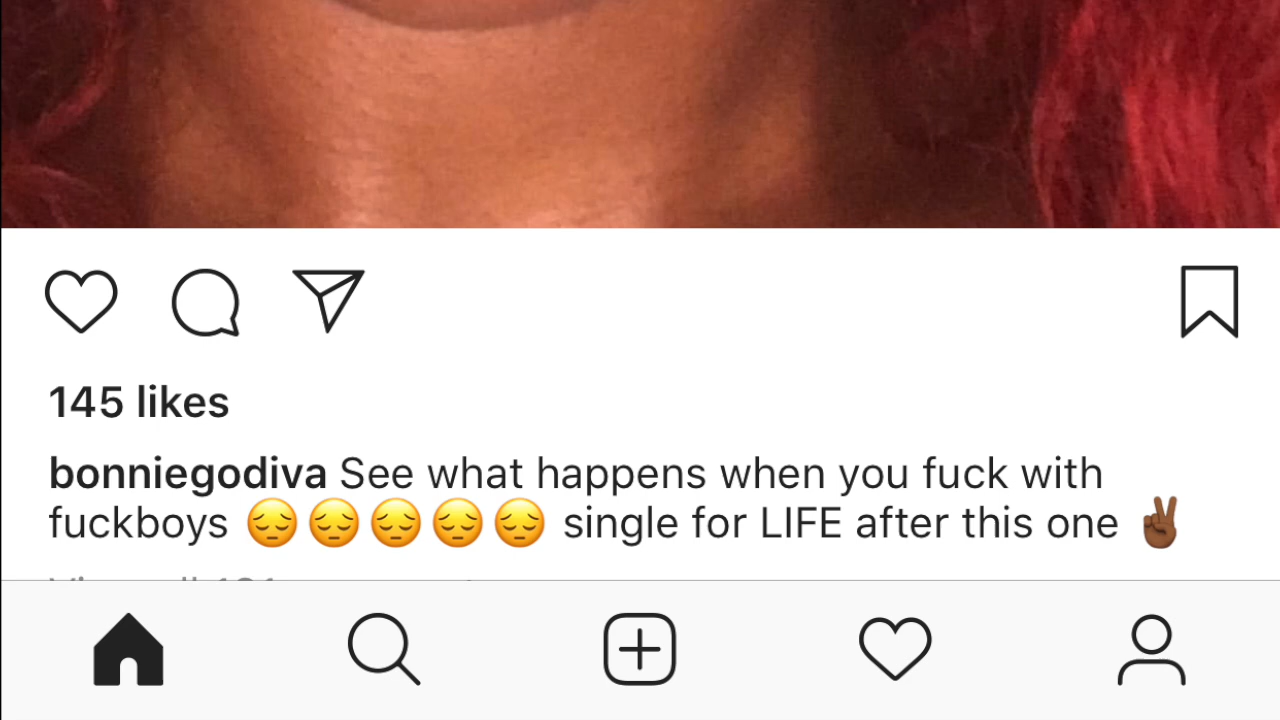 145 likes
bonniegodiva See what happens when you fuck with
fuckboys 😔😔😔😔😔 single for LIFE after this one ✌🏾